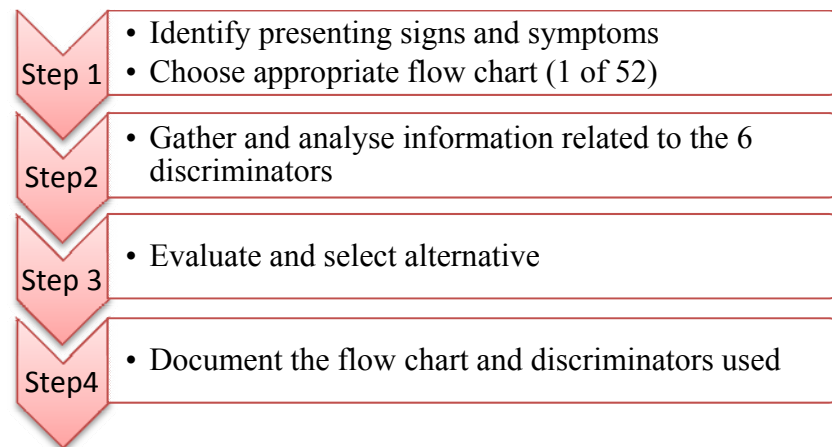 Step 1
• Identify presenting signs and symptoms
• Choose appropriate flow chart (1 of 52)
Step2
• Gather and analyse information related to the 6
discriminators
Step 3
• Evaluate and select alternative
Step4
• Document the flow chart and discriminators used